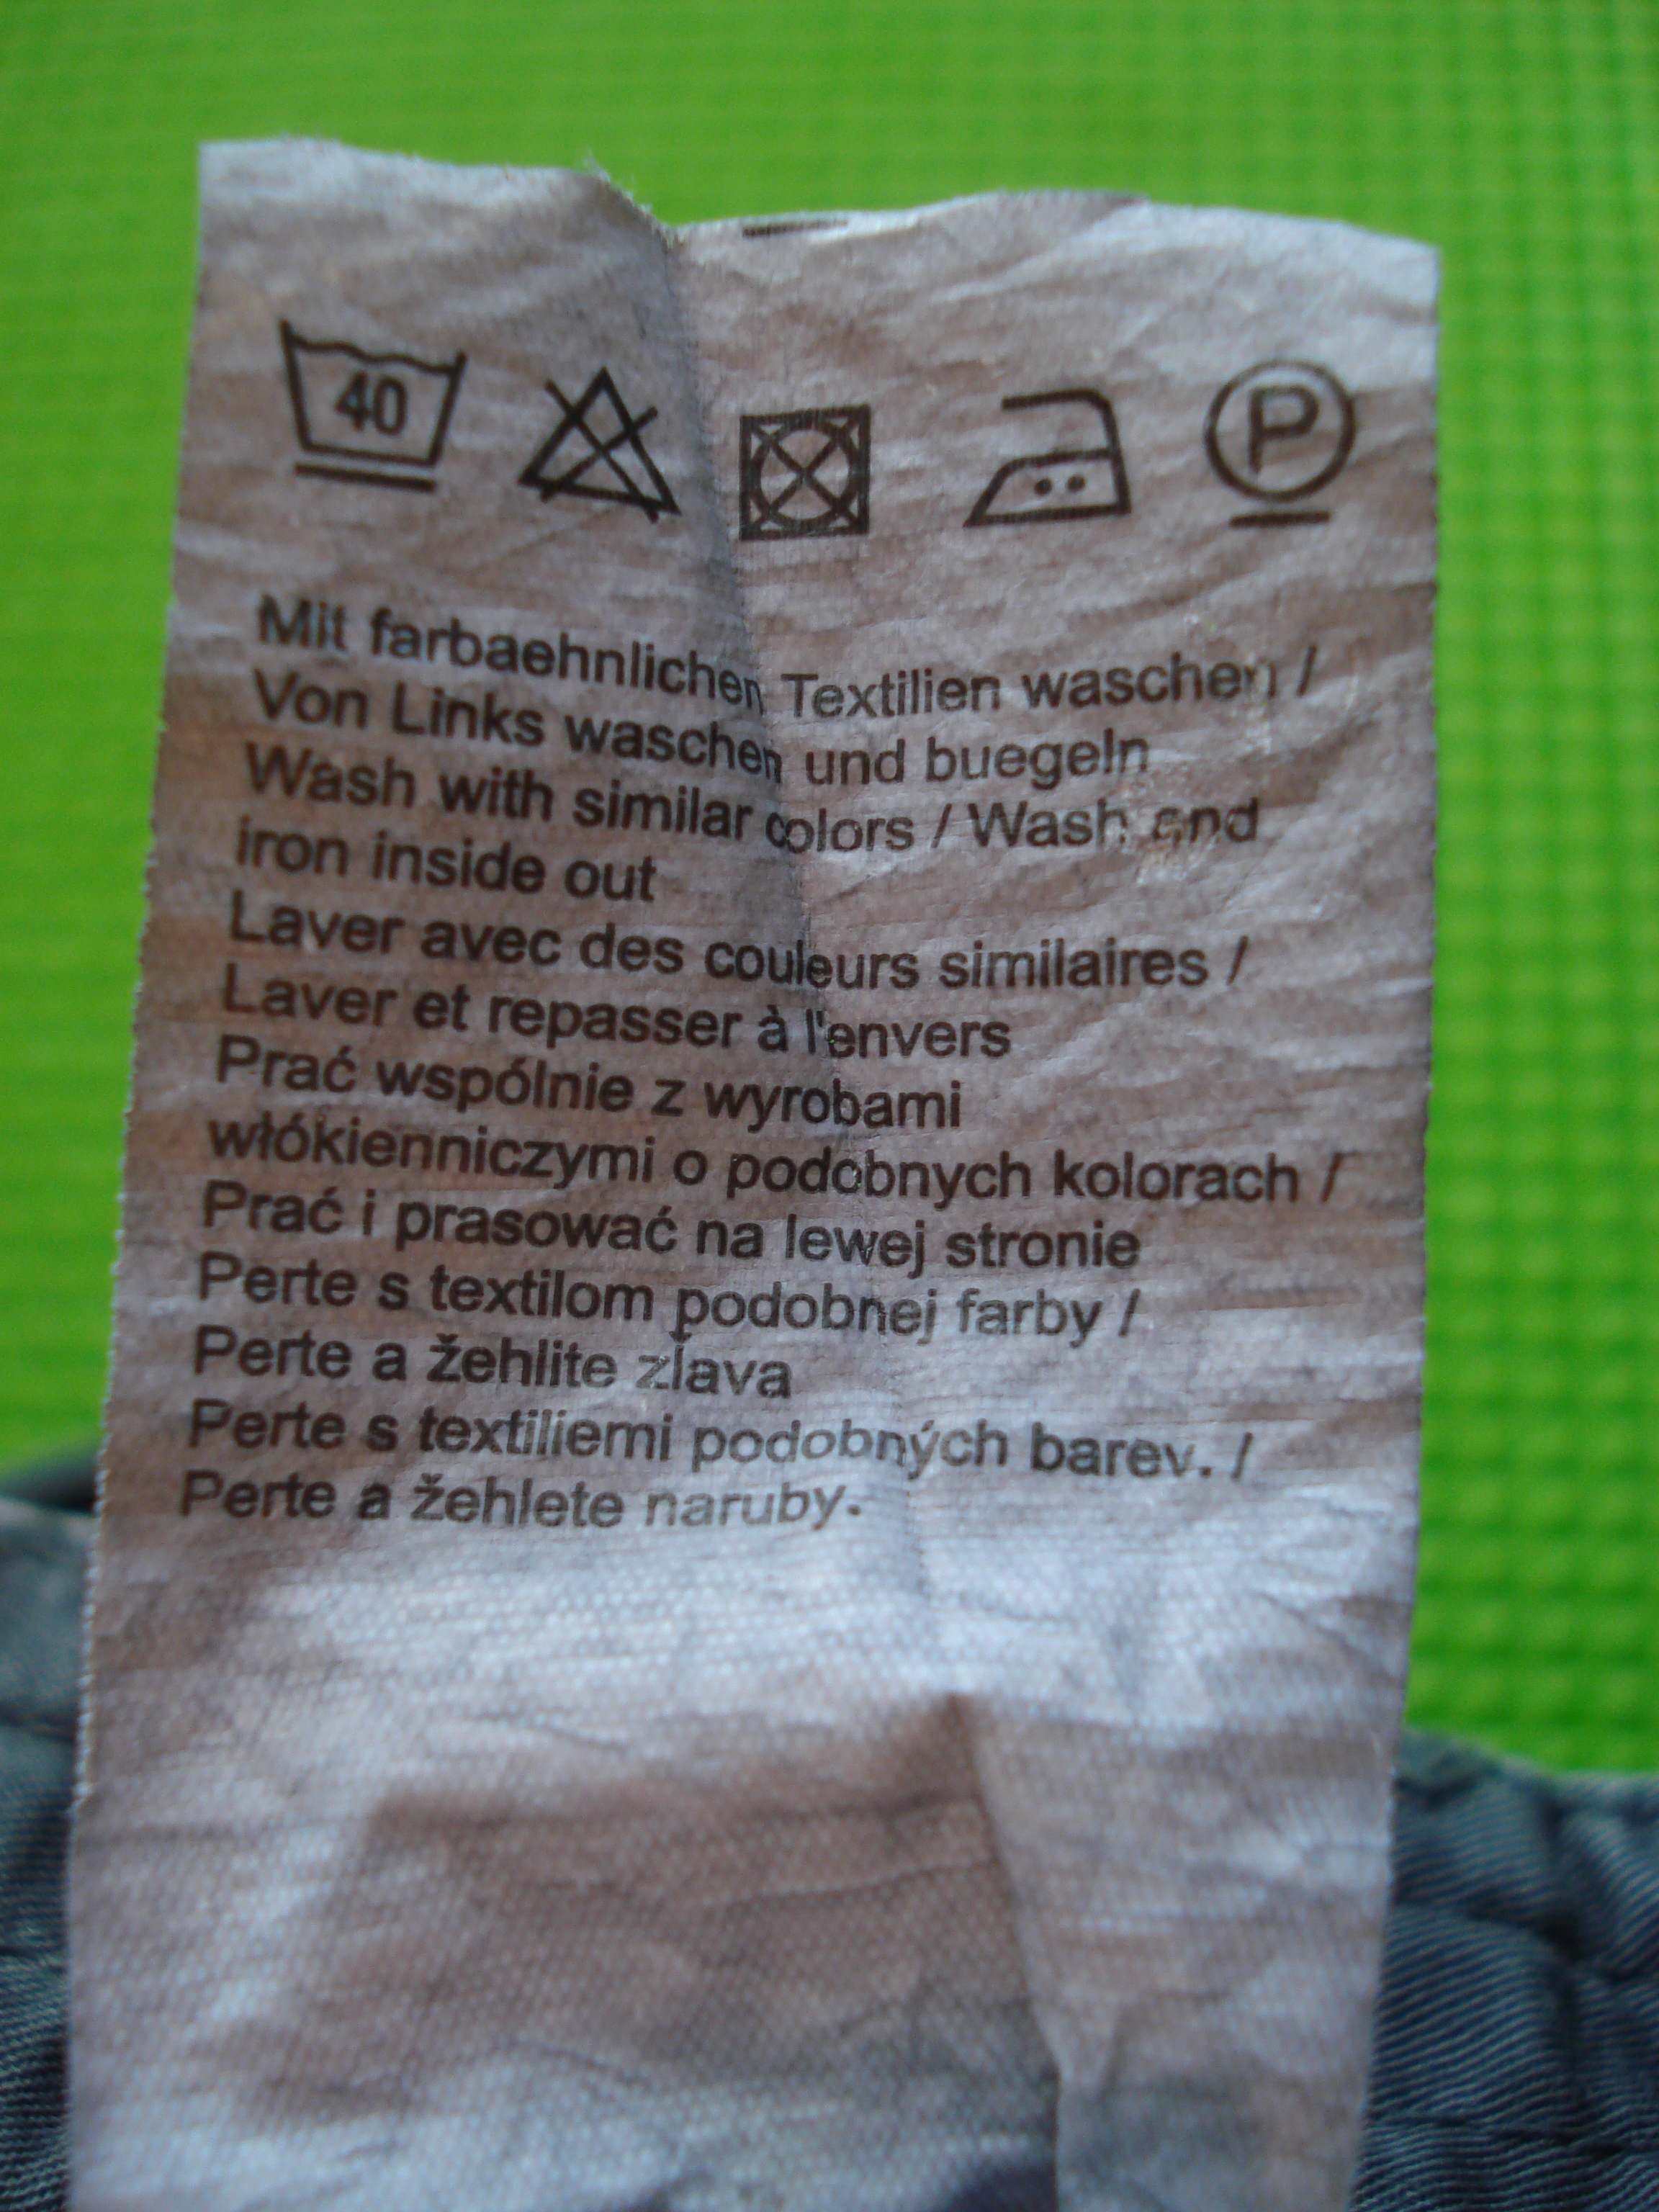 40 P
Mit farbaehnlichen Textilien waschen /
Von Links waschen und buegeln
Wash with similar colors / Wash and
iron inside out
Laver avec des couleurs similaires /
Laver et repasser à l'envers
Prać wspólnie z wyrobami
włókienniczymi o podobnych kolorach /
Prać i prasować na lewej stronie
Perte s textilom podobnej farby /
Perte a žehlite zľava
Perte s textiliemi podobných barev. /
Perte a žehlete naruby.